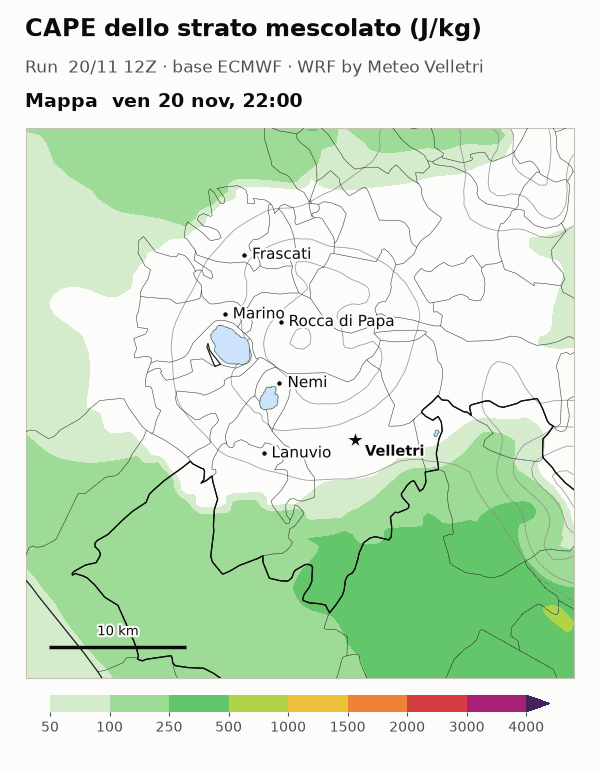 CAPE dello strato mescolato (J/kg)
Run  20/11 12Z · base ECMWF · WRF by Meteo Velletri
Mappa  ven 20 nov, 22:00
Frascati
Marino
Rocca di Papa
Nemi
Velletri
Lanuvio
10 km
50 100 250 500 1000 1500 2000 3000 4000